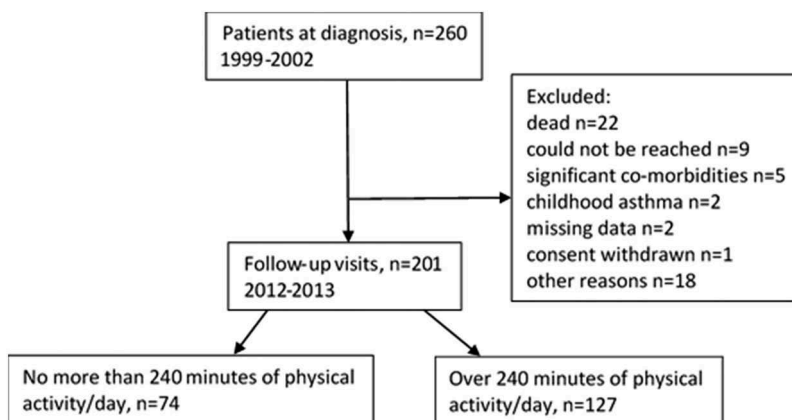 Patients at diagnosis, n=260
1999-2002
Excluded:
dead n=22
could not be reached n=9
significant co-morbidities n=5
childhood asthma n=2
missing data n=2
consent withdrawn n=1
other reasons n=18
Follow-up visits, n=201
2012-2013
No more than 240 minutes of physical
activity/day, n=74
Over 240 minutes of physical
activity/day, n=127